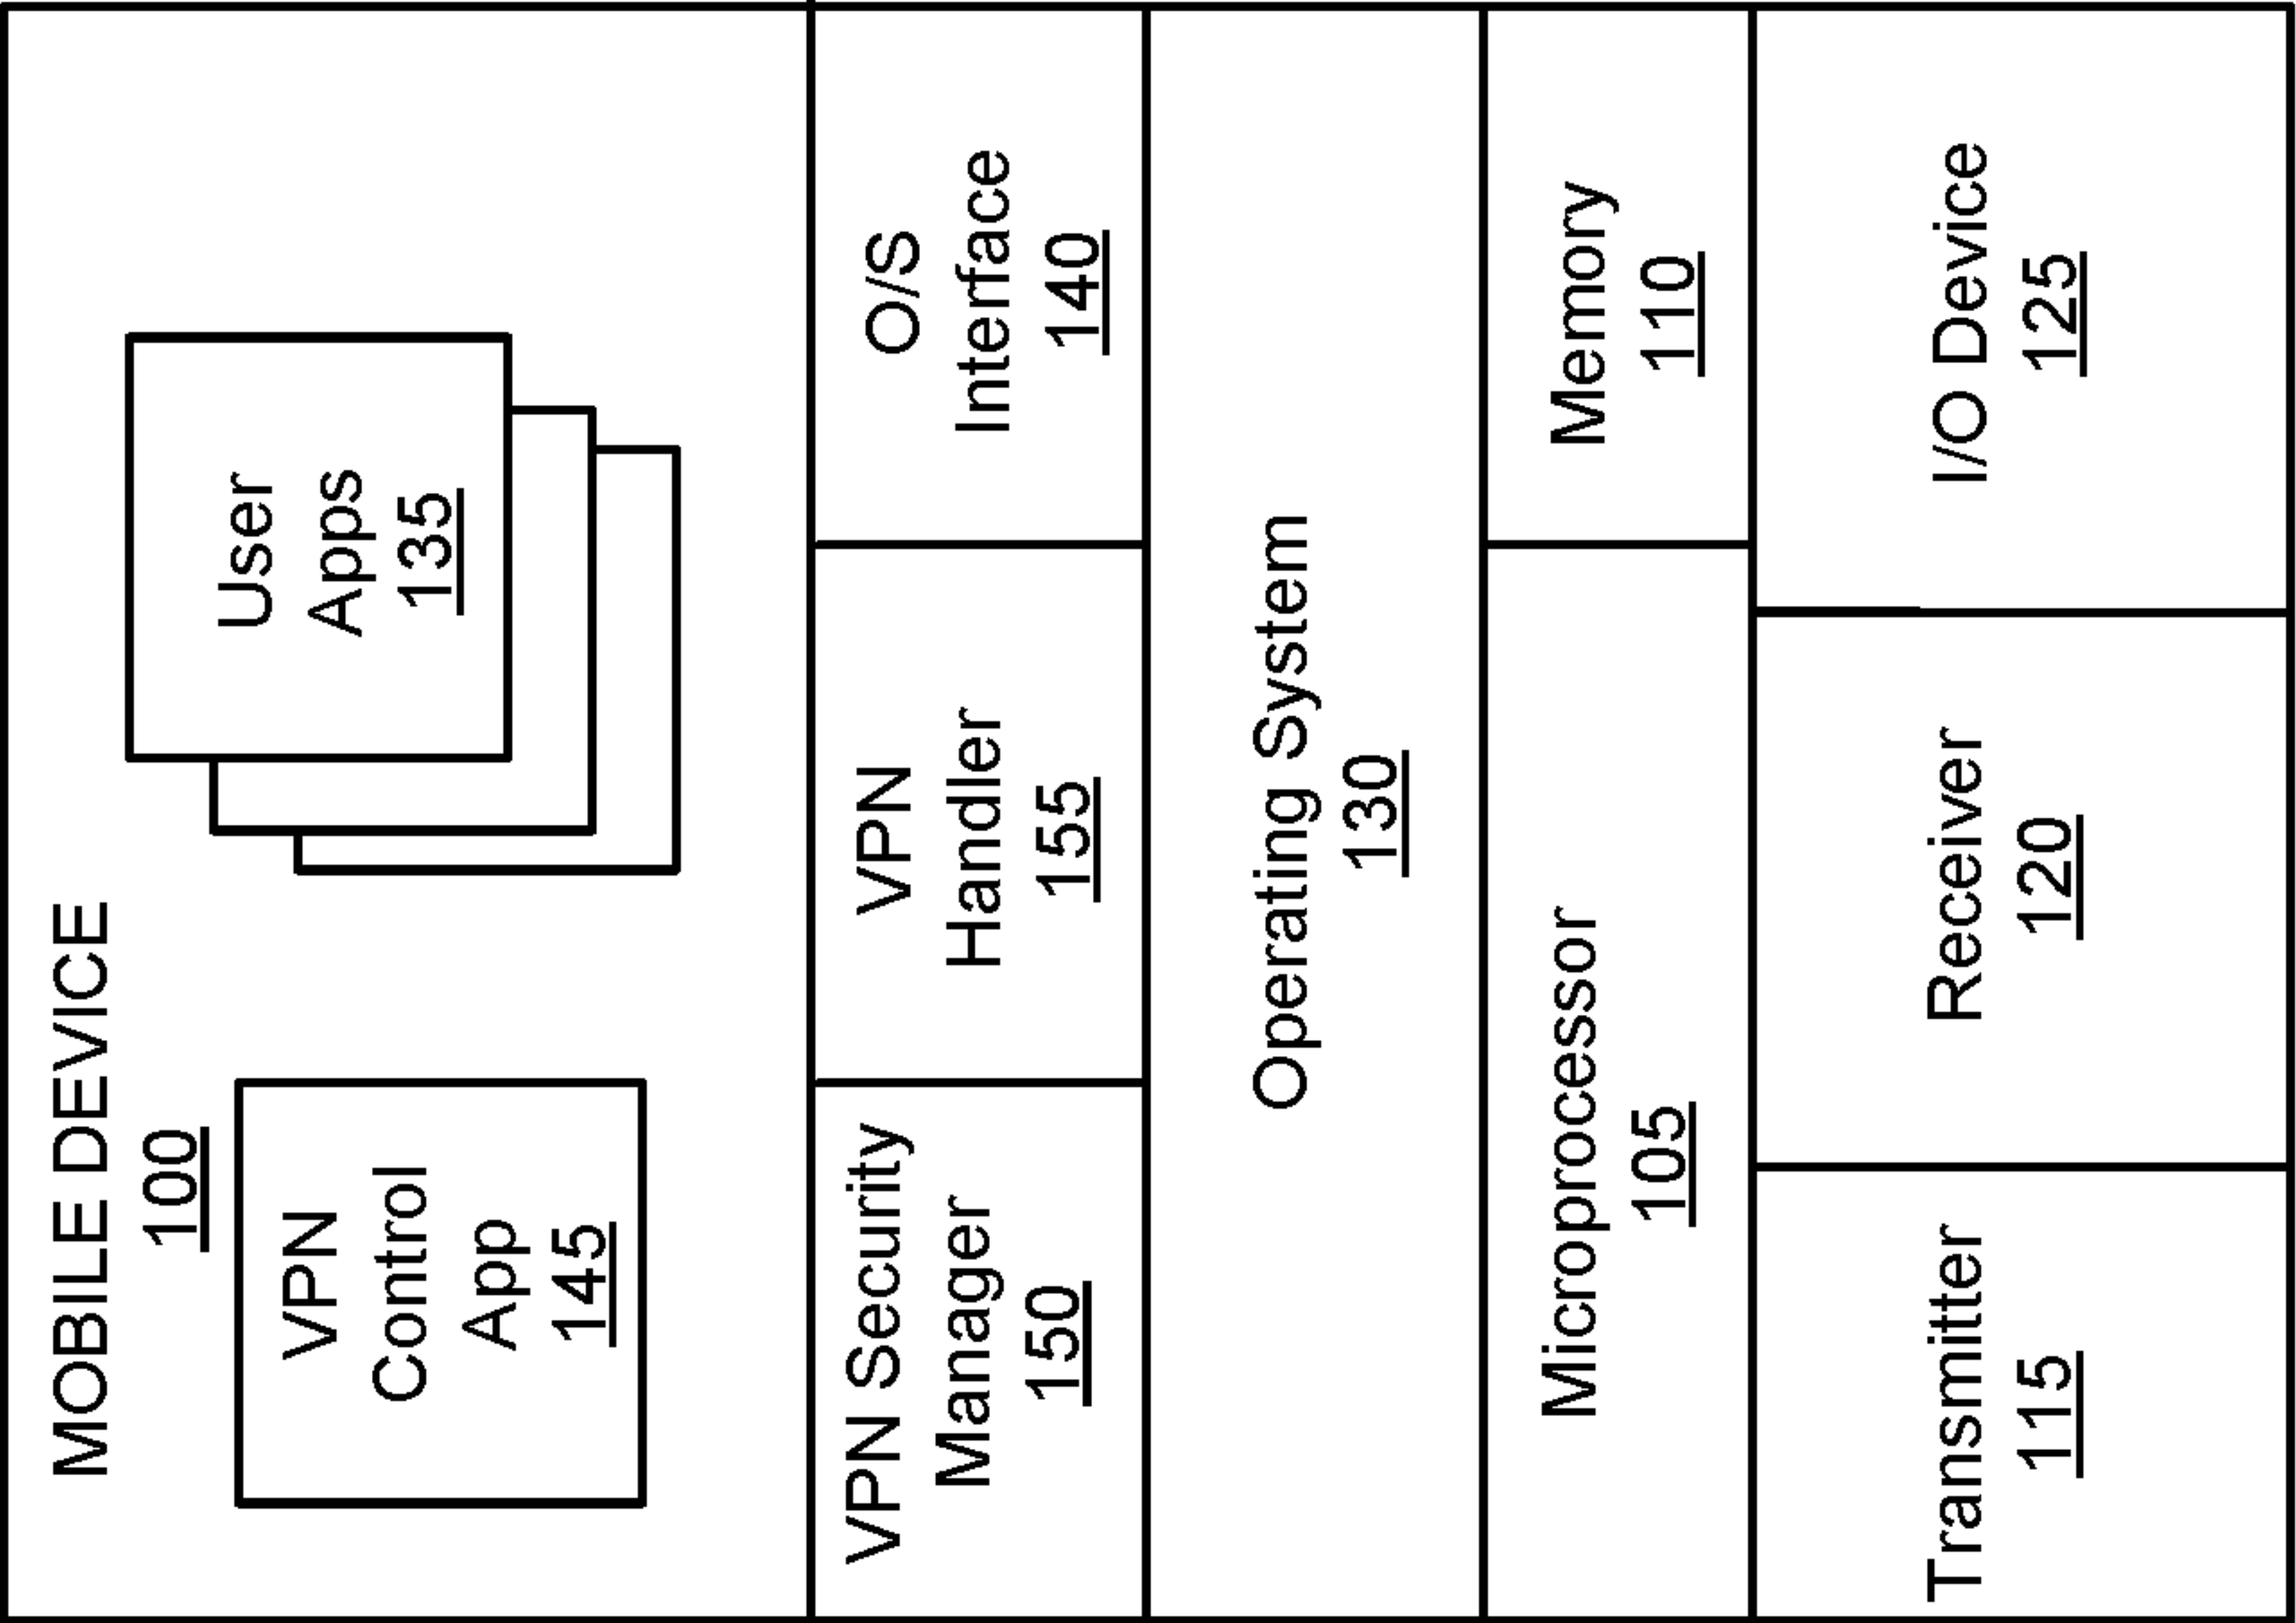 MOBILE DEVICE
100
VPN
Control
App
145
User
Apps
135
VPN Security
Manager
150
VPN
Handler
155
O/S
Interface
140
Operating System
130
Microprocessor
105
Memory
110
Transmitter
115
Receiver
120
I/O Device
125